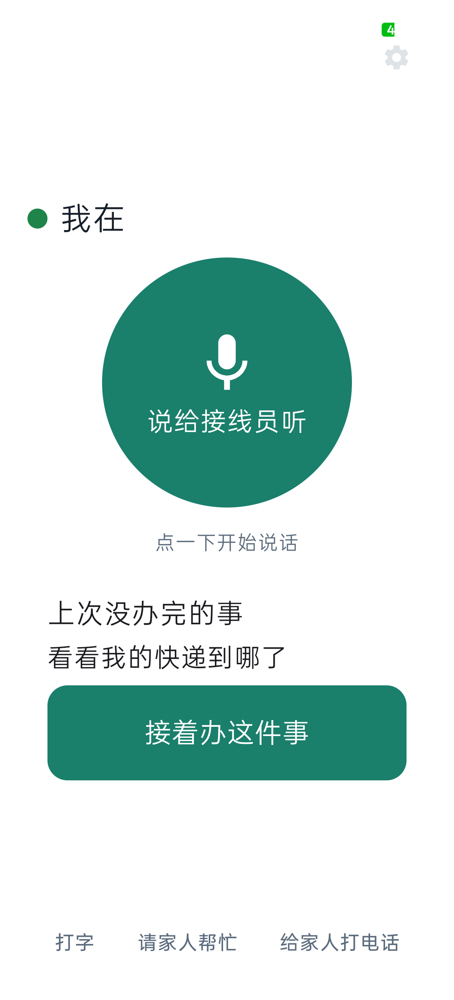 我在
说给接线员听
点一下开始说话
上次没办完的事
看看我的快递到哪了
接着办这件事
打字 请家人帮忙 给家人打电话